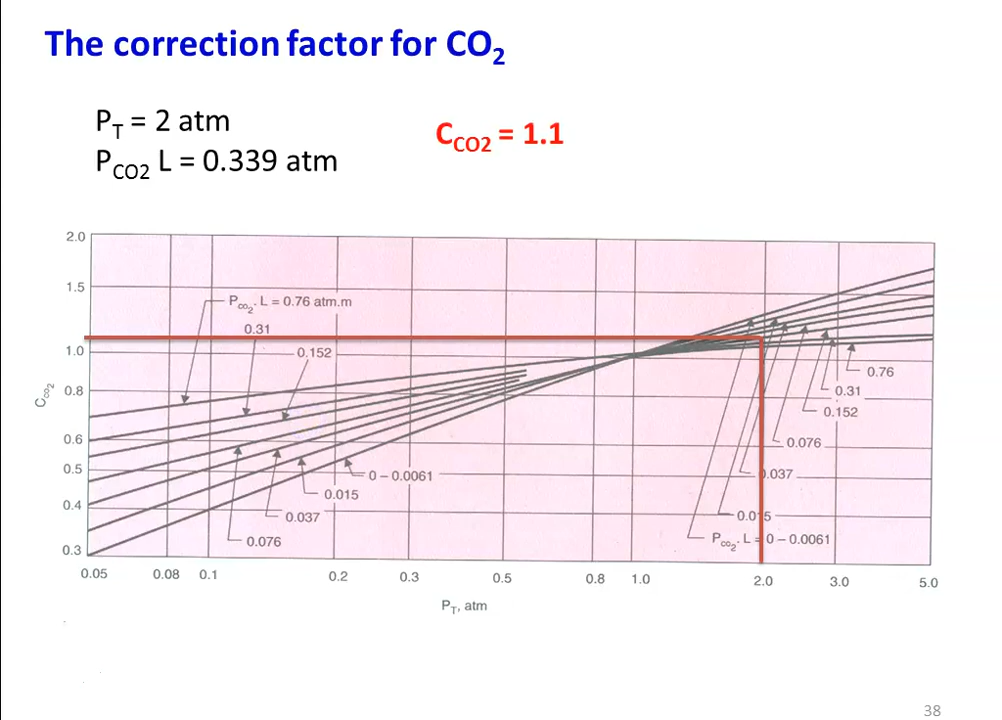 The correction factor for CO2
PT = 2 atm
PCO2 L = 0.339 atm
CCO2 = 1.1
2.0
1.5
1.0
0.8
0.6
0.5
0.4
0.3
Cco2
Pco2. L = 0.76 atm.m
0.31
0.152
0 – 0.0061
0.015
0.037
0.076
0.76
0.31
0.152
0.076
0.037
0.015
Pco2. L = 0 – 0.0061
0.05 0.08 0.1 0.2 0.3 0.5 0.8 1.0 2.0 3.0 5.0
PT, atm
38